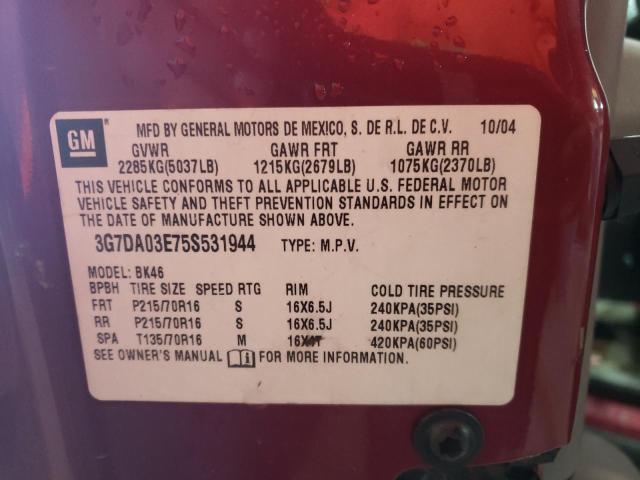 GM ® MFD BY GENERAL MOTORS DE MEXICO, S. DE R.L. DE C.V. 10/04
GVWR GAWR FRT GAWR RR
2285KG(5037LB) 1215KG(2679LB) 1075KG(2370LB)
THIS VEHICLE CONFORMS TO ALL APPLICABLE U.S. FEDERAL MOTOR
VEHICLE SAFETY AND THEFT PREVENTION STANDARDS IN EFFECT ON
THE DATE OF MANUFACTURE SHOWN ABOVE.
3G7DA03E75S531944 TYPE: M.P.V.
MODEL: BK46
BPBH TIRE SIZE SPEED RTG RIM COLD TIRE PRESSURE
FRT P215/70R16 S 16X6.5J 240KPA(35PSI)
RR P215/70R16 S 16X6.5J 240KPA(35PSI)
SPA T135/70R16 M 16X4T 420KPA(60PSI)
SEE OWNER'S MANUAL i FOR MORE INFORMATION.